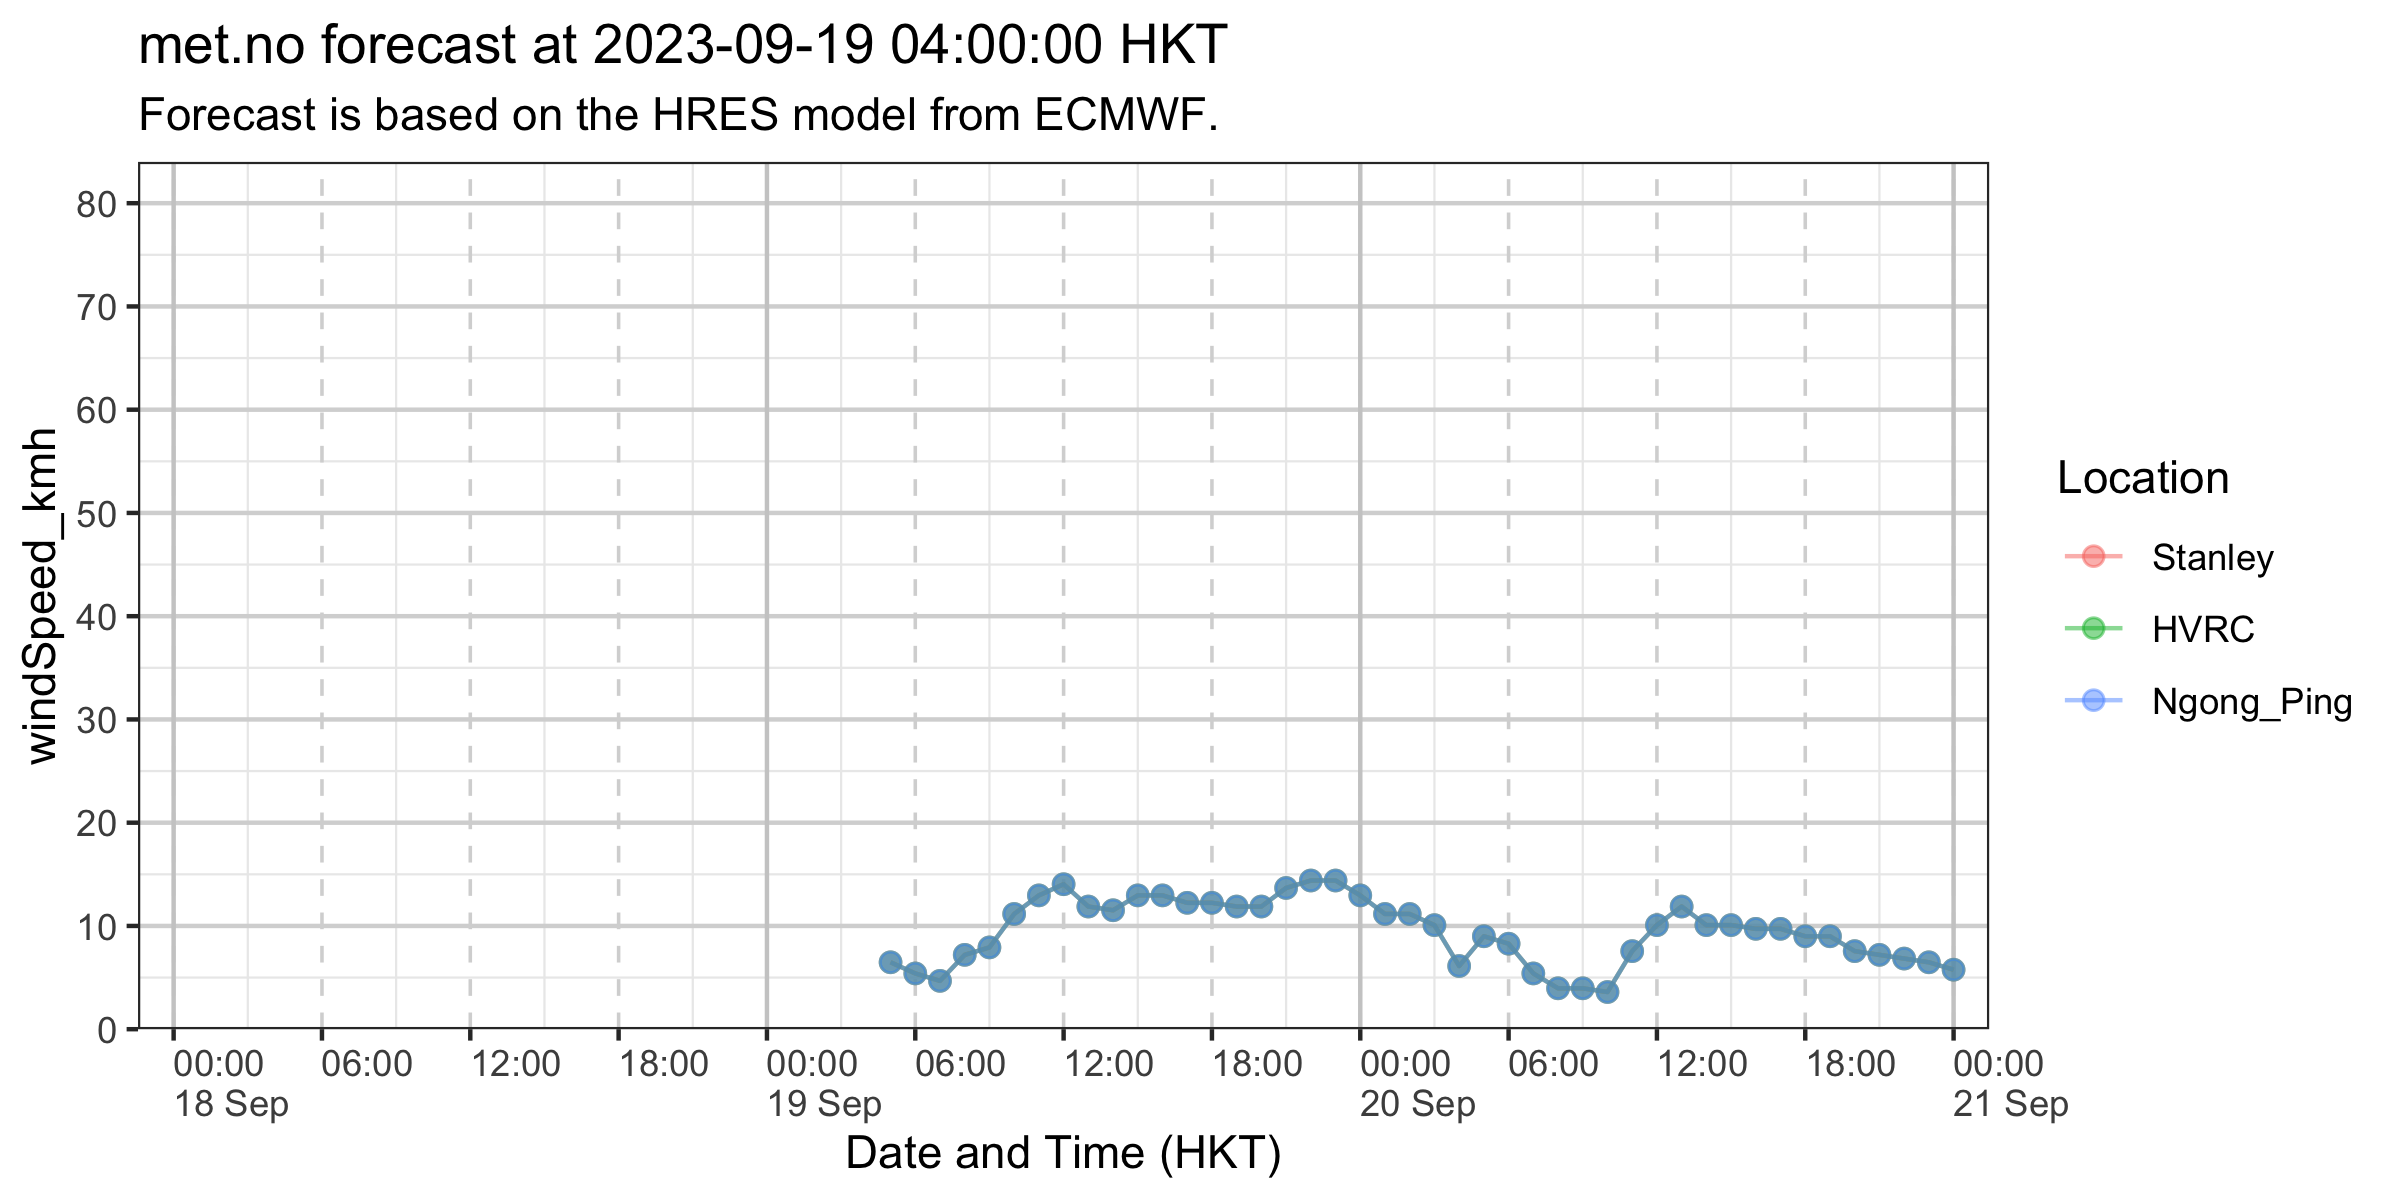 met.no forecast at 2023-09-19 04:00:00 HKT
Forecast is based on the HRES model from ECMWF.
windSpeed_kmh
80
70
60
50
40
30
20
10
0
00:00 06:00 12:00 18:00 00:00 06:00 12:00 18:00 00:00 06:00 12:00 18:00 00:00
18 Sep 19 Sep 20 Sep 21 Sep
Date and Time (HKT)
Location
Stanley
HVRC
Ngong_Ping